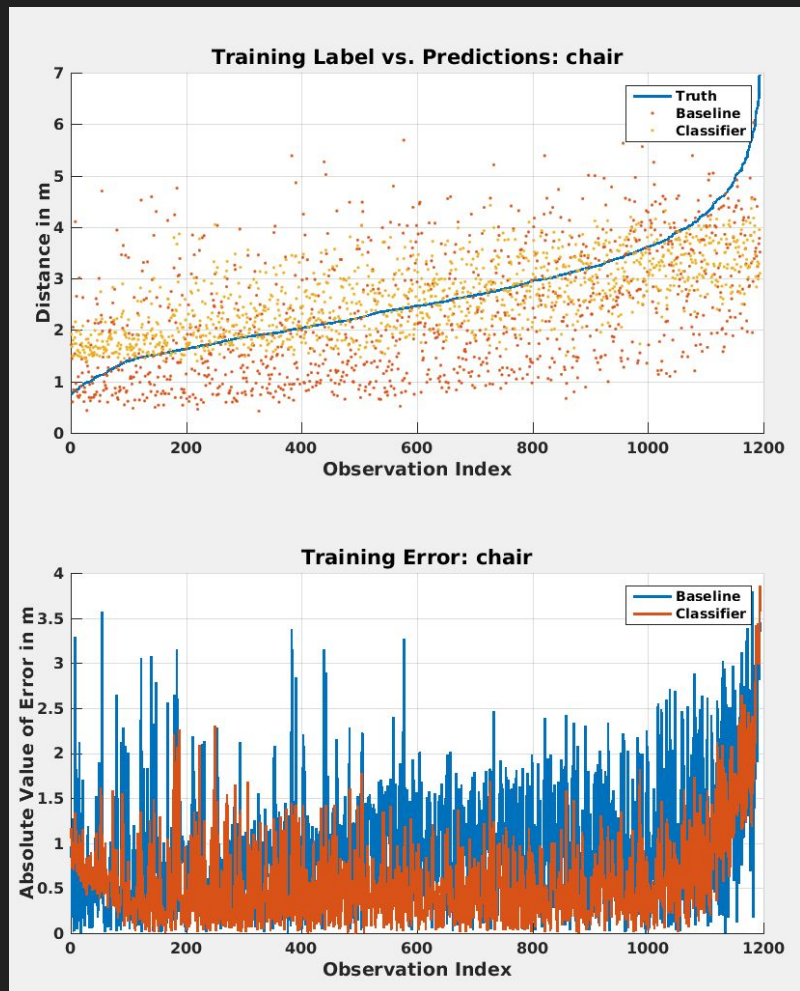 Training Label vs. Predictions: chair
7
6
5
4
3
2
1
0
Distance in m
Truth
Baseline
Classifier
0 200 400 600 800 1000 1200
Observation Index
Training Error: chair
4
3.5
3
2.5
2
1.5
1
0.5
0
Absolute Value of Error in m
Baseline
Classifier
0 200 400 600 800 1000 1200
Observation Index